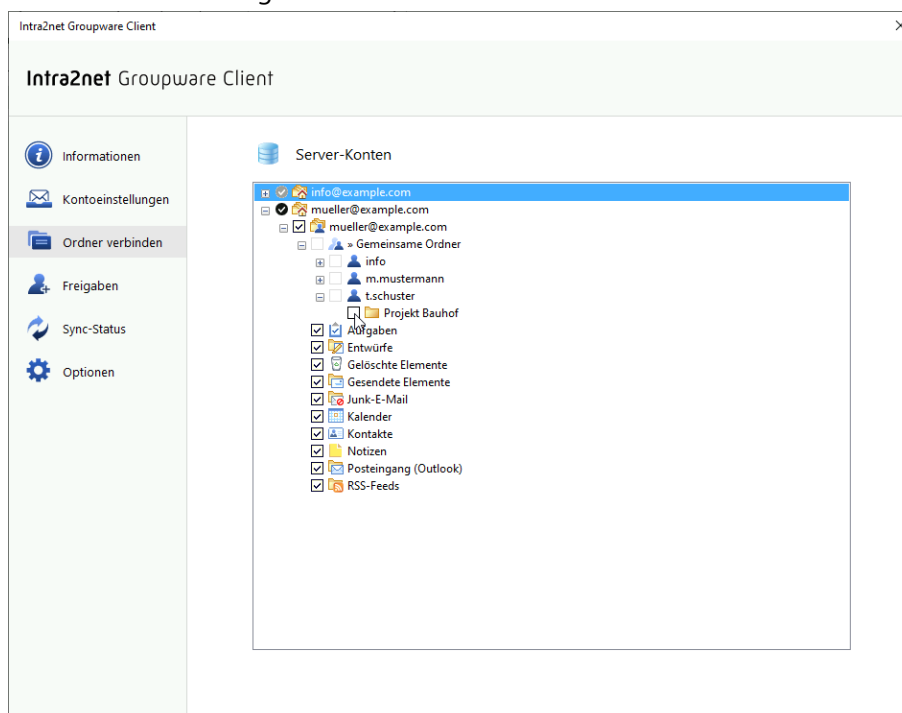 Intra2net Groupware Client
Intra2net Groupware Client
Informationen
Kontoeinstellungen
Ordner verbinden
Freigaben
Sync-Status
Optionen
Server-Konten
info@example.com
mueller@example.com
mueller@example.com
» Gemeinsame Ordner
info
m.mustermann
t.schuster
Projekt Bauhof
Aufgaben
Entwürfe
Gelöschte Elemente
Gesendete Elemente
Junk-E-Mail
Kalender
Kontakte
Notizen
Posteingang (Outlook)
RSS-Feeds